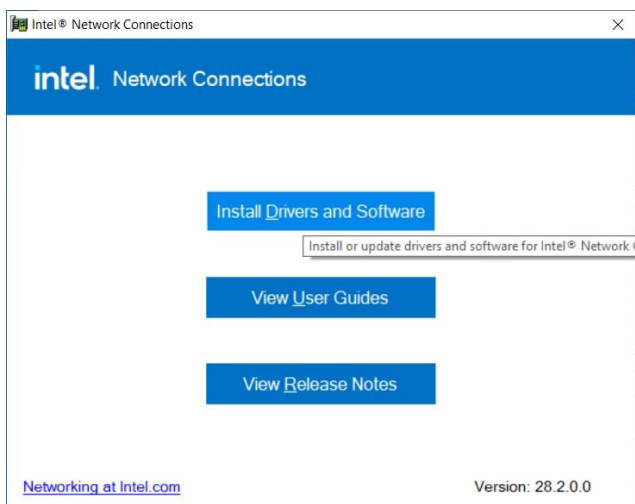 Intel® Network Connections
intel. Network Connections
Install Drivers and Software
Install or update drivers and software for Intel® Network
View User Guides
View Release Notes
Networking at Intel.com
Version: 28.2.0.0